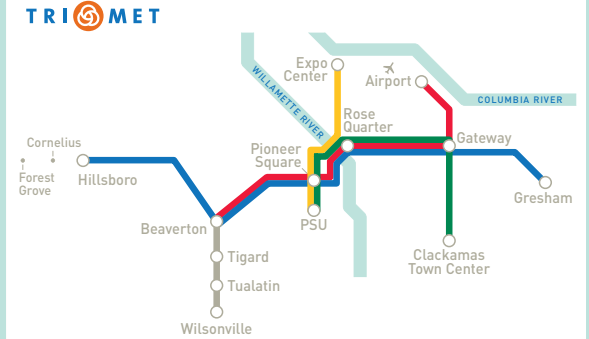 TRIMET
Expo
Center
Airport
WILLAMETTE RIVER
COLUMBIA RIVER
Rose
Quarter
Cornelius
Pioneer
Square
Gateway
Forest
Grove
Hillsboro
Gresham
Beaverton
PSU
Tigard
Clackamas
Town Center
Tualatin
Wilsonville